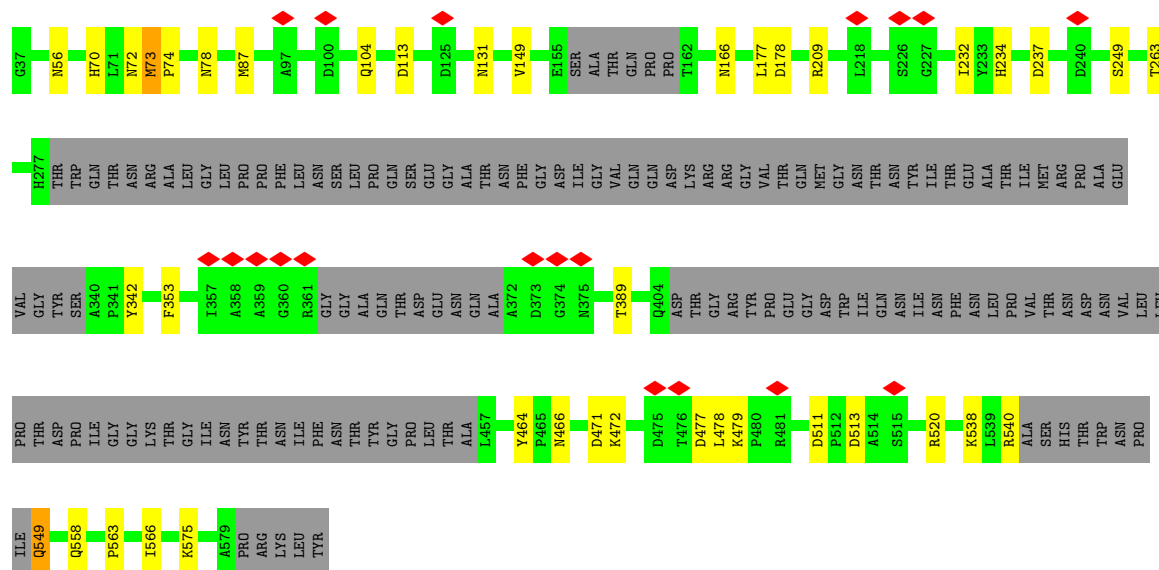 G37 N56 H70 L71 N72 M73 P74 N78 M87 A97 D100 Q104 D113 D125 N131 V149 E155 SER ALA THR GLN PRO PRO T162 N166 L177 D178 R209 L218 S226 G227 I232 Y233 H234 D237 D240 S249 T263
H277 THR TRP GLN THR ASN ARG ALA LEU GLY LEU PRO PRO PHE LEU ASN SER LEU PRO GLN SER GLU GLY ALA THR ASN PHE GLY ASP ILE GLY VAL GLN GLN ASP LYS ARG ARG GLY VAL THR GLN MET GLY ASN THR ASN TYR ILE THR GLU ALA THR ILE MET ARG PRO ALA GLU
VAL GLY TYR SER A340 P341 Y342 F353 I357 A358 A359 G360 R361 GLY GLY ALA GLN THR ASP GLU ASN GLN ALA A372 D373 G374 N375 T389 Q404 ASP THR GLY ARG TYR PRO GLU GLY ASP TRP ILE GLN ASN ILE ASN PHE ASN LEU PRO VAL THR ASN ASP ASN VAL LEU
PRO THR ASP PRO ILE GLY GLY LYS THR GLY ILE ASN TYR THR ASN ILE PHE ASN THR TYR GLY PRO LEU THR ALA L457 Y464 P465 N466 D471 K472 D475 T476 D477 L478 K479 P480 R481 D511 P512 D513 A514 S515 R520 K538 L539 R540 ALA SER HIS THR TRP ASN PRO
ILE Q549 Q558 P563 I566 K575 A579 PRO ARG LYS LEU TYR